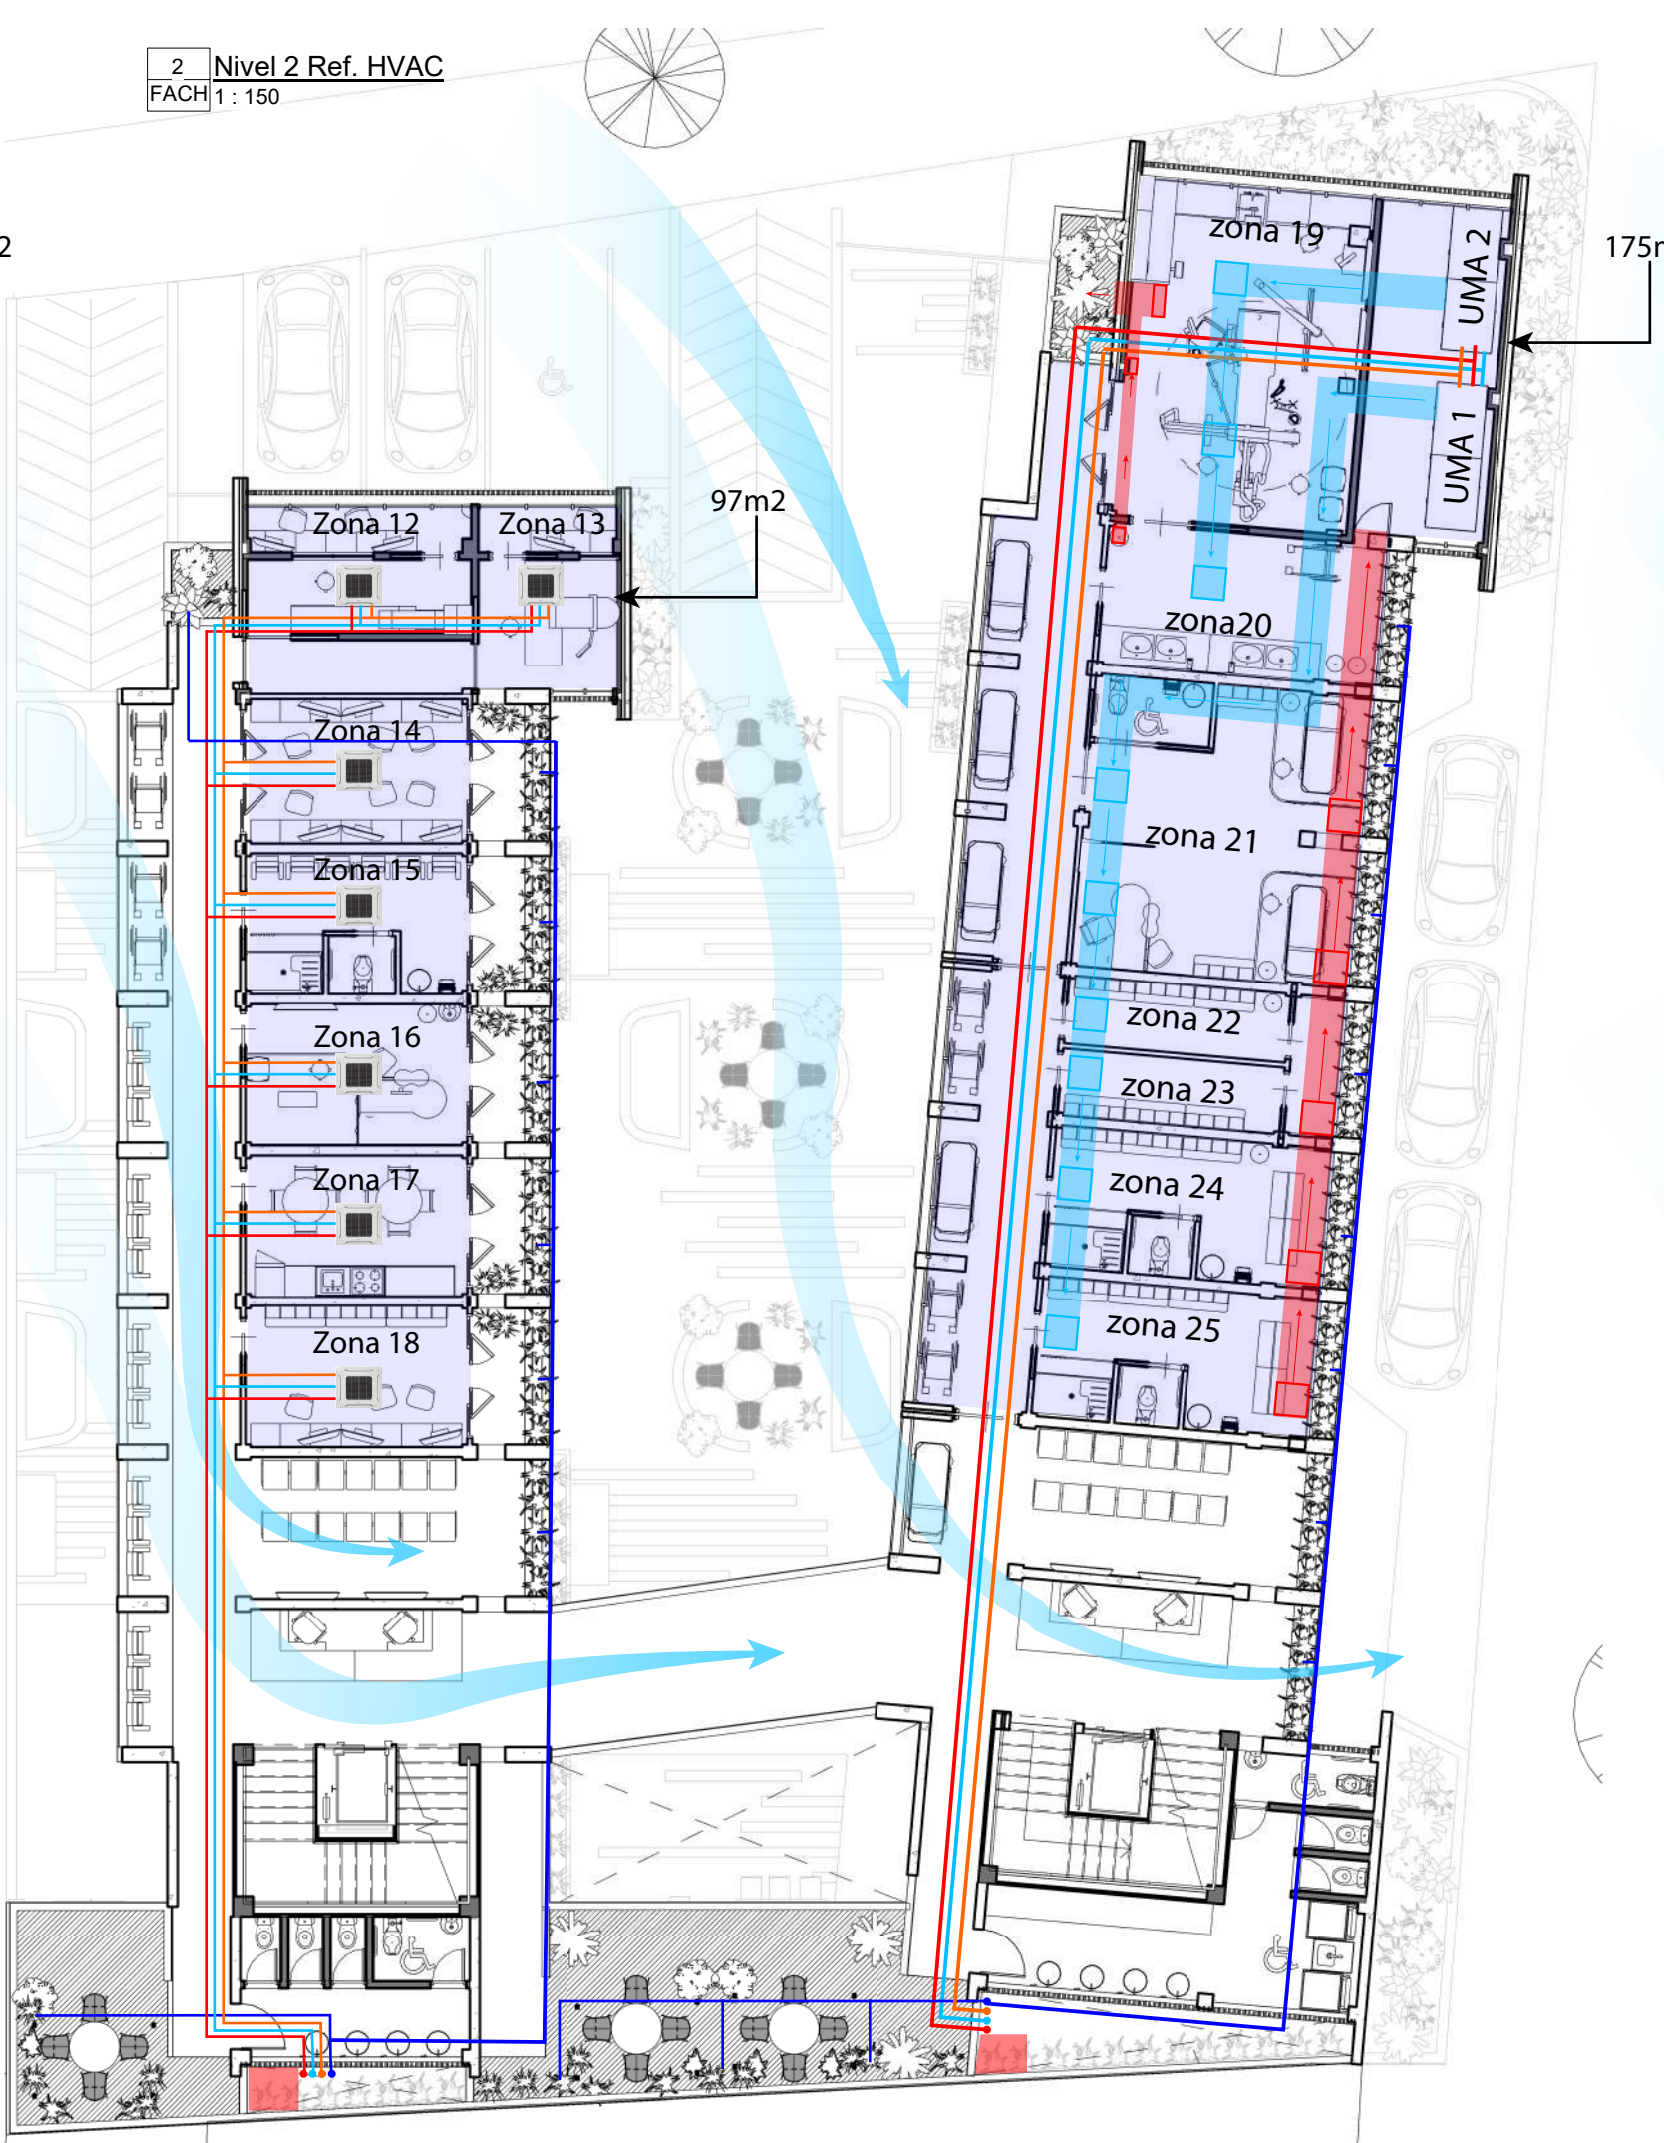 2
Nivel 2 Ref. HVAC
FACH
1 : 150
2
175m
zona 19
UMA 2
UMA 1
97m2
Zona 12
Zona 13
zona20
Zona 14
zona 21
Zona 15
zona 22
Zona 16
zona 23
Zona 17
zona 24
Zona 18
zona 25